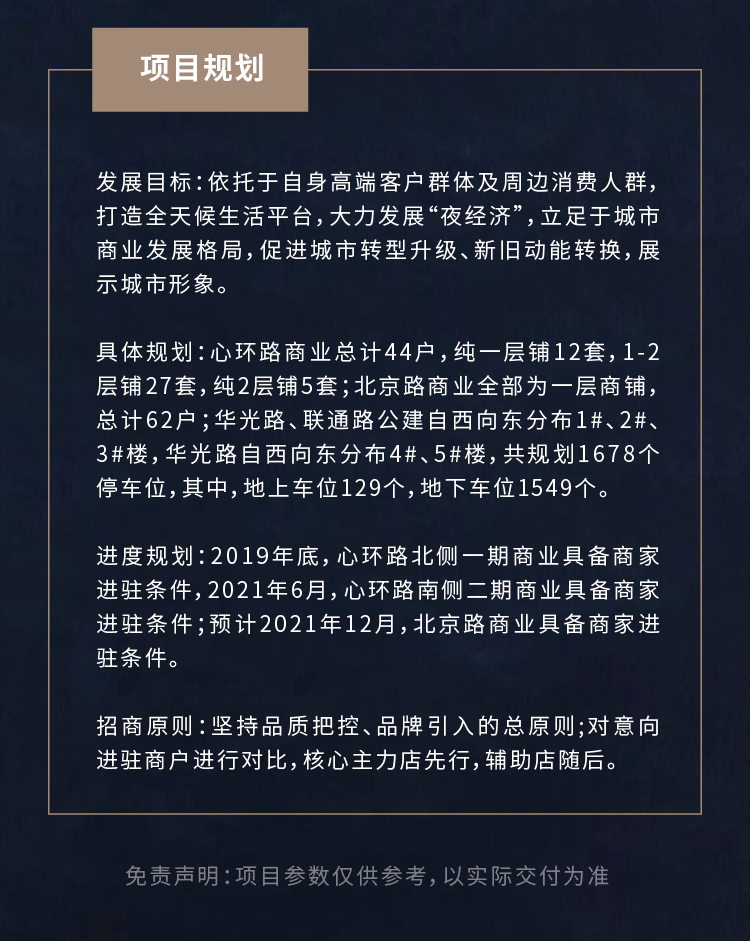 项目规划
发展目标：依托于自身高端客户群体及周边消费人群，
打造全天候生活平台，大力发展“夜经济”，立足于城市
商业发展格局，促进城市转型升级、新旧动能转换，展
示城市形象。
具体规划：心环路商业总计44户，纯一层铺12套，1-2
层铺27套，纯2层铺5套；北京路商业全部为一层商铺，
总计62户；华光路、联通路公建自西向东分布1#、2#、
3#楼，华光路自西向东分布4#、5#楼，共规划1678个
停车位，其中，地上车位129个，地下车位1549个。
进度规划：2019年底，心环路北侧一期商业具备商家
进驻条件，2021年6月，心环路南侧二期商业具备商家
进驻条件；预计2021年12月，北京路商业具备商家进
驻条件。
招商原则：坚持品质把控、品牌引入的总原则；对意向
进驻商户进行对比，核心主力店先行，辅助店随后。
免责声明：项目参数仅供参考，以实际交付为准